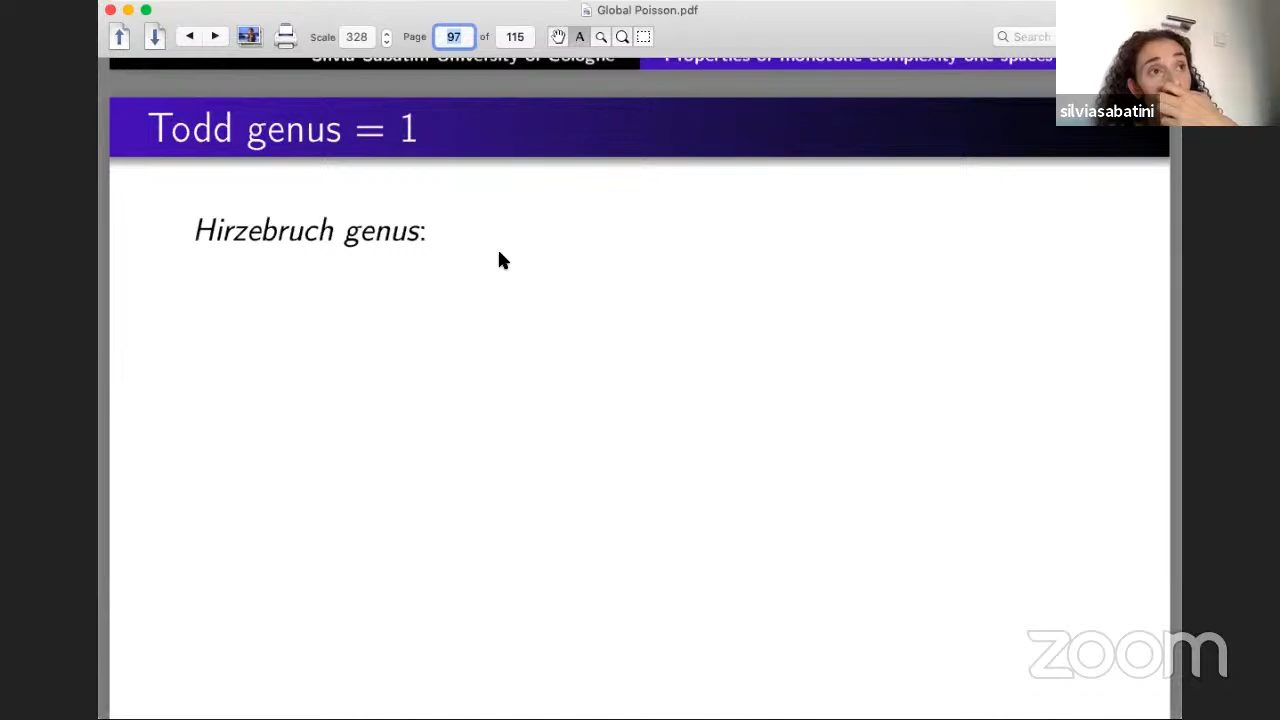 Global Poisson.pdf
Scale 328 Page 97 of 115 A Search
Silvia Sabatini University of Cologne Properties of monotone complexity one spaces
silviasabatini
Todd genus = 1
Hirzebruch genus:
zoom